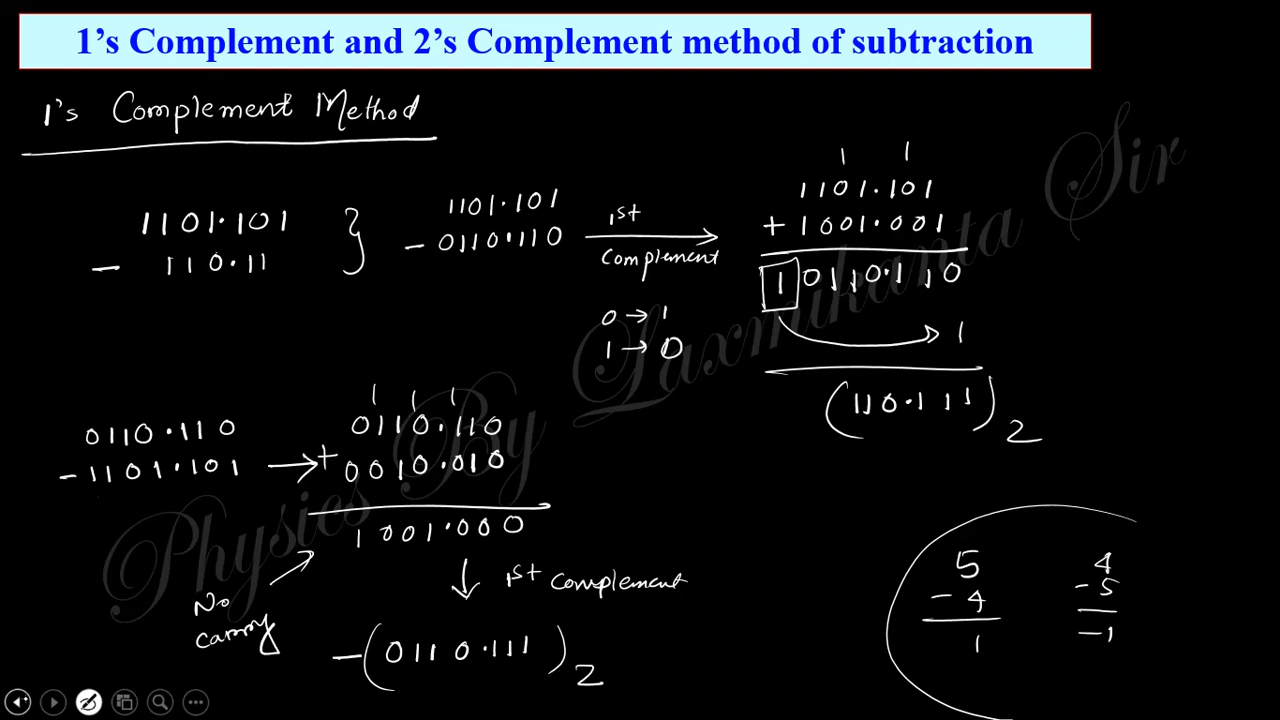 1's Complement and 2's Complement method of subtraction
1's Complement Method
1101.101
- 110.11
}
1101.101
- 0110.110
1st
Complement
0 → 1
1 → 0
1 1
1101.101
+ 1001.001
1 0110.110
1
(110.111)2
0110.110
- 1101.101
→
1 1 1
0110.110
+ 0010.010
1001.000
No
carry
1st complement
-(0110.111)2
5
- 4
1
4
- 5
-1
Physics By Laxmikanta Sir